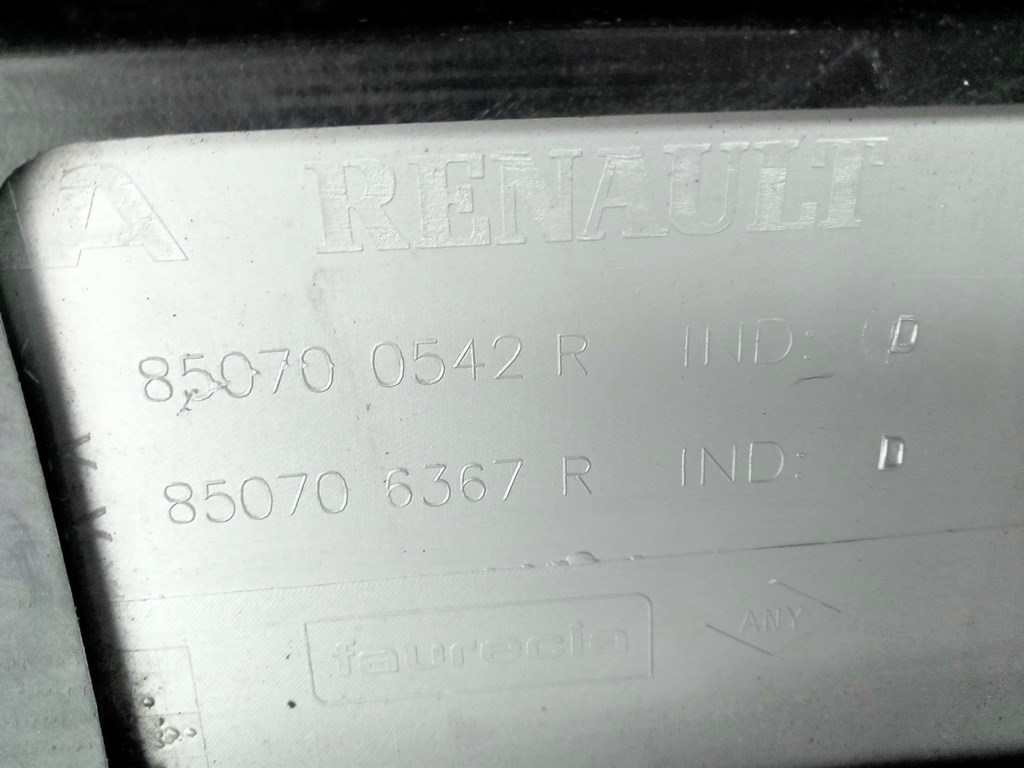 A RENAULT
85070 0542 R IND: D
85070 6367 R IND: D
faurecia ANY